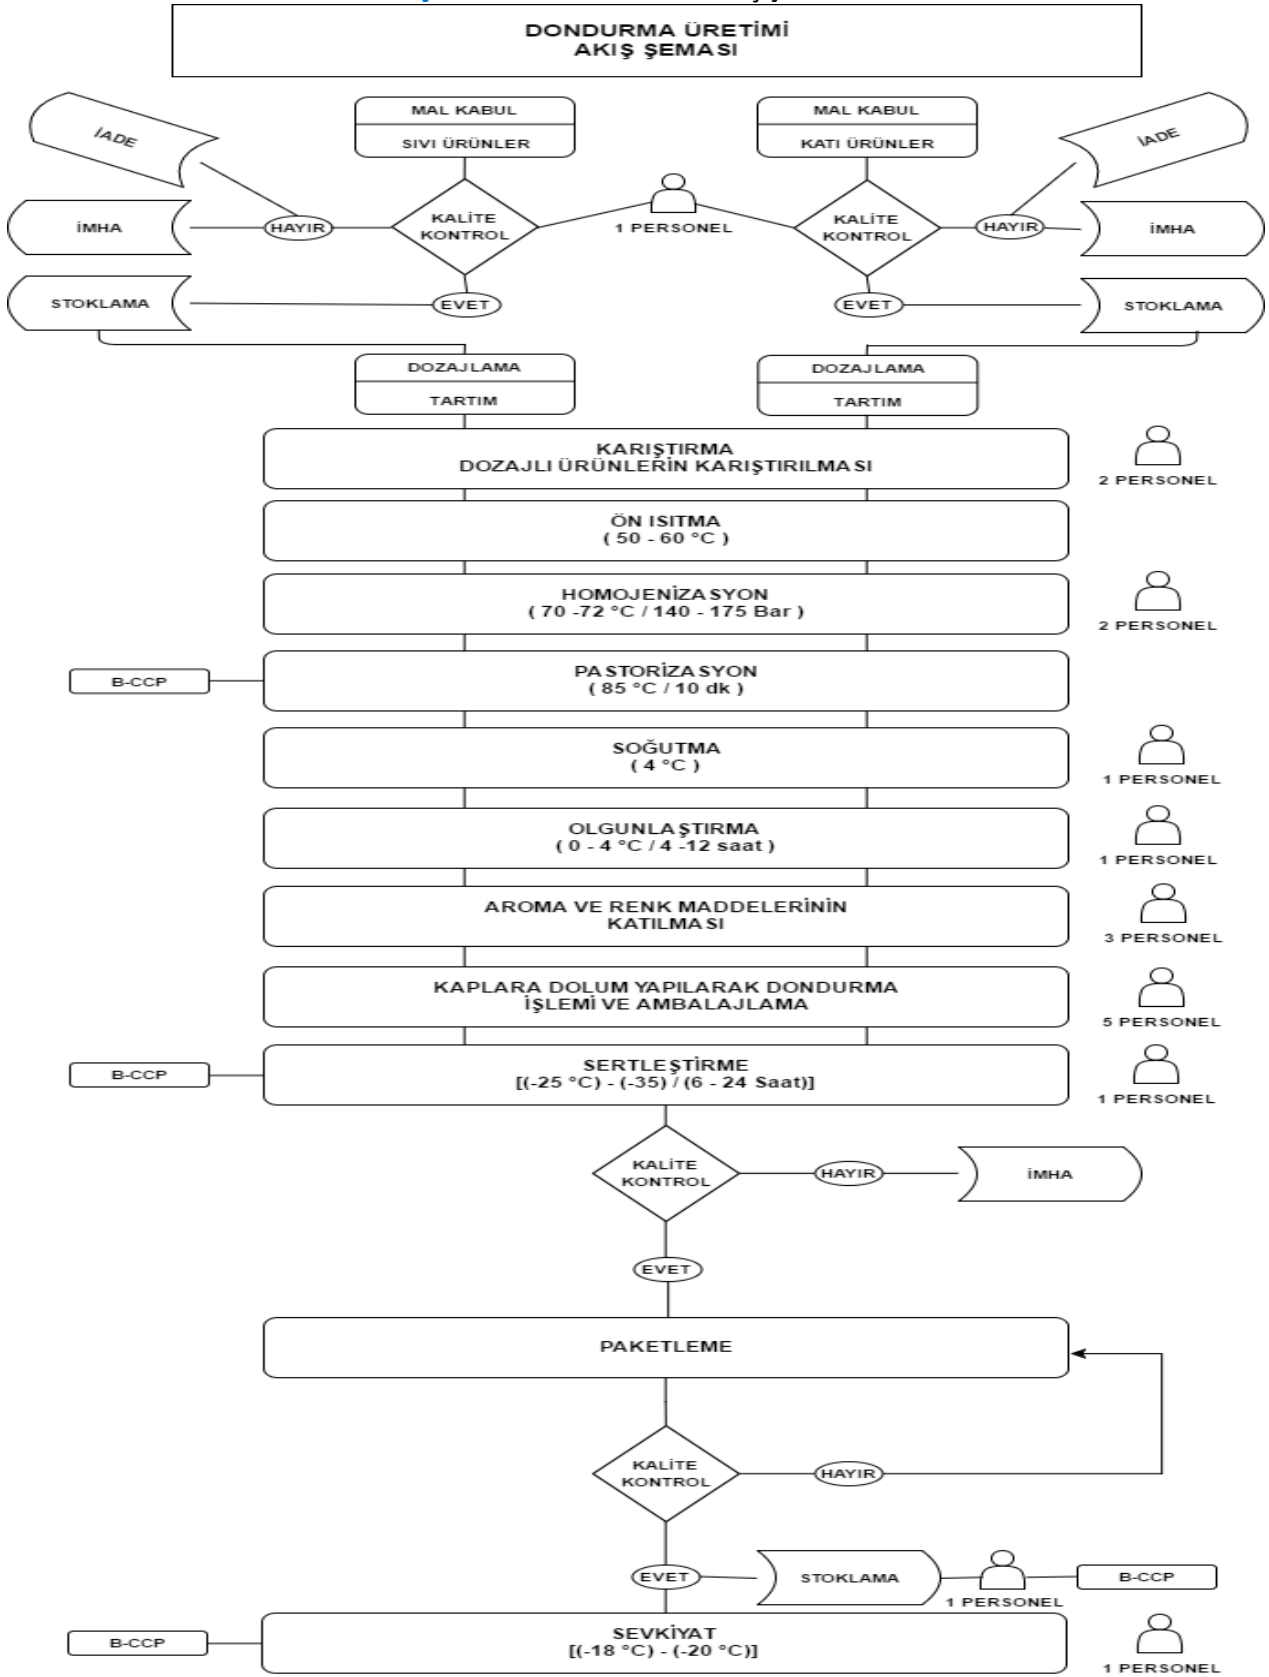 DONDURMA ÜRETİMİ
AKIŞ ŞEMASI
İADE
MAL KABUL
SIVI ÜRÜNLER
MAL KABUL
KATI ÜRÜNLER
İADE
İMHA
HAYIR
KALİTE
KONTROL
1 PERSONEL
KALİTE
KONTROL
HAYIR
İMHA
STOKLAMA
EVET
EVET
STOKLAMA
DOZAJLAMA
TARTIM
DOZAJLAMA
TARTIM
KARIŞTIRMA
DOZAJLI ÜRÜNLERİN KARIŞTIRILMASI
2 PERSONEL
ÖN ISITMA
( 50 - 60 °C )
HOMOJENİZASYON
( 70 -72 °C / 140 - 175 Bar )
2 PERSONEL
B-CCP
PASTORİZASYON
( 85 °C / 10 dk )
SOĞUTMA
( 4 °C )
1 PERSONEL
OLGUNLAŞTIRMA
( 0 - 4 °C / 4 -12 saat )
1 PERSONEL
AROMA VE RENK MADDELERİNİN
KATILMASI
3 PERSONEL
KAPLARA DOLUM YAPILARAK DONDURMA
İŞLEMİ VE AMBALAJLAMA
5 PERSONEL
B-CCP
SERTLEŞTİRME
[(-25 °C) - (-35) / (6 - 24 Saat)]
1 PERSONEL
KALİTE
KONTROL
HAYIR
İMHA
EVET
PAKETLEME
KALİTE
KONTROL
HAYIR
EVET
STOKLAMA
1 PERSONEL
B-CCP
B-CCP
SEVKİYAT
[(-18 °C) - (-20 °C)]
1 PERSONEL